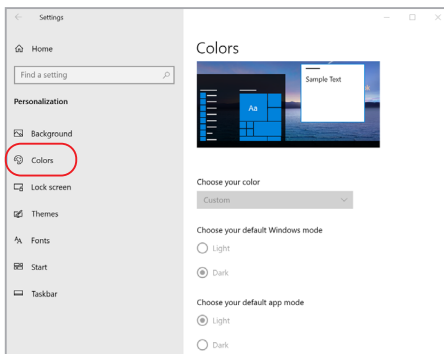 Settings
Home
Find a setting
Personalization
Background
Colors
Lock screen
Themes
Fonts
Start
Taskbar
Colors
Sample Text
Aa
Choose your color
Custom
Choose your default Windows mode
Light
Dark
Choose your default app mode
Light
Dark